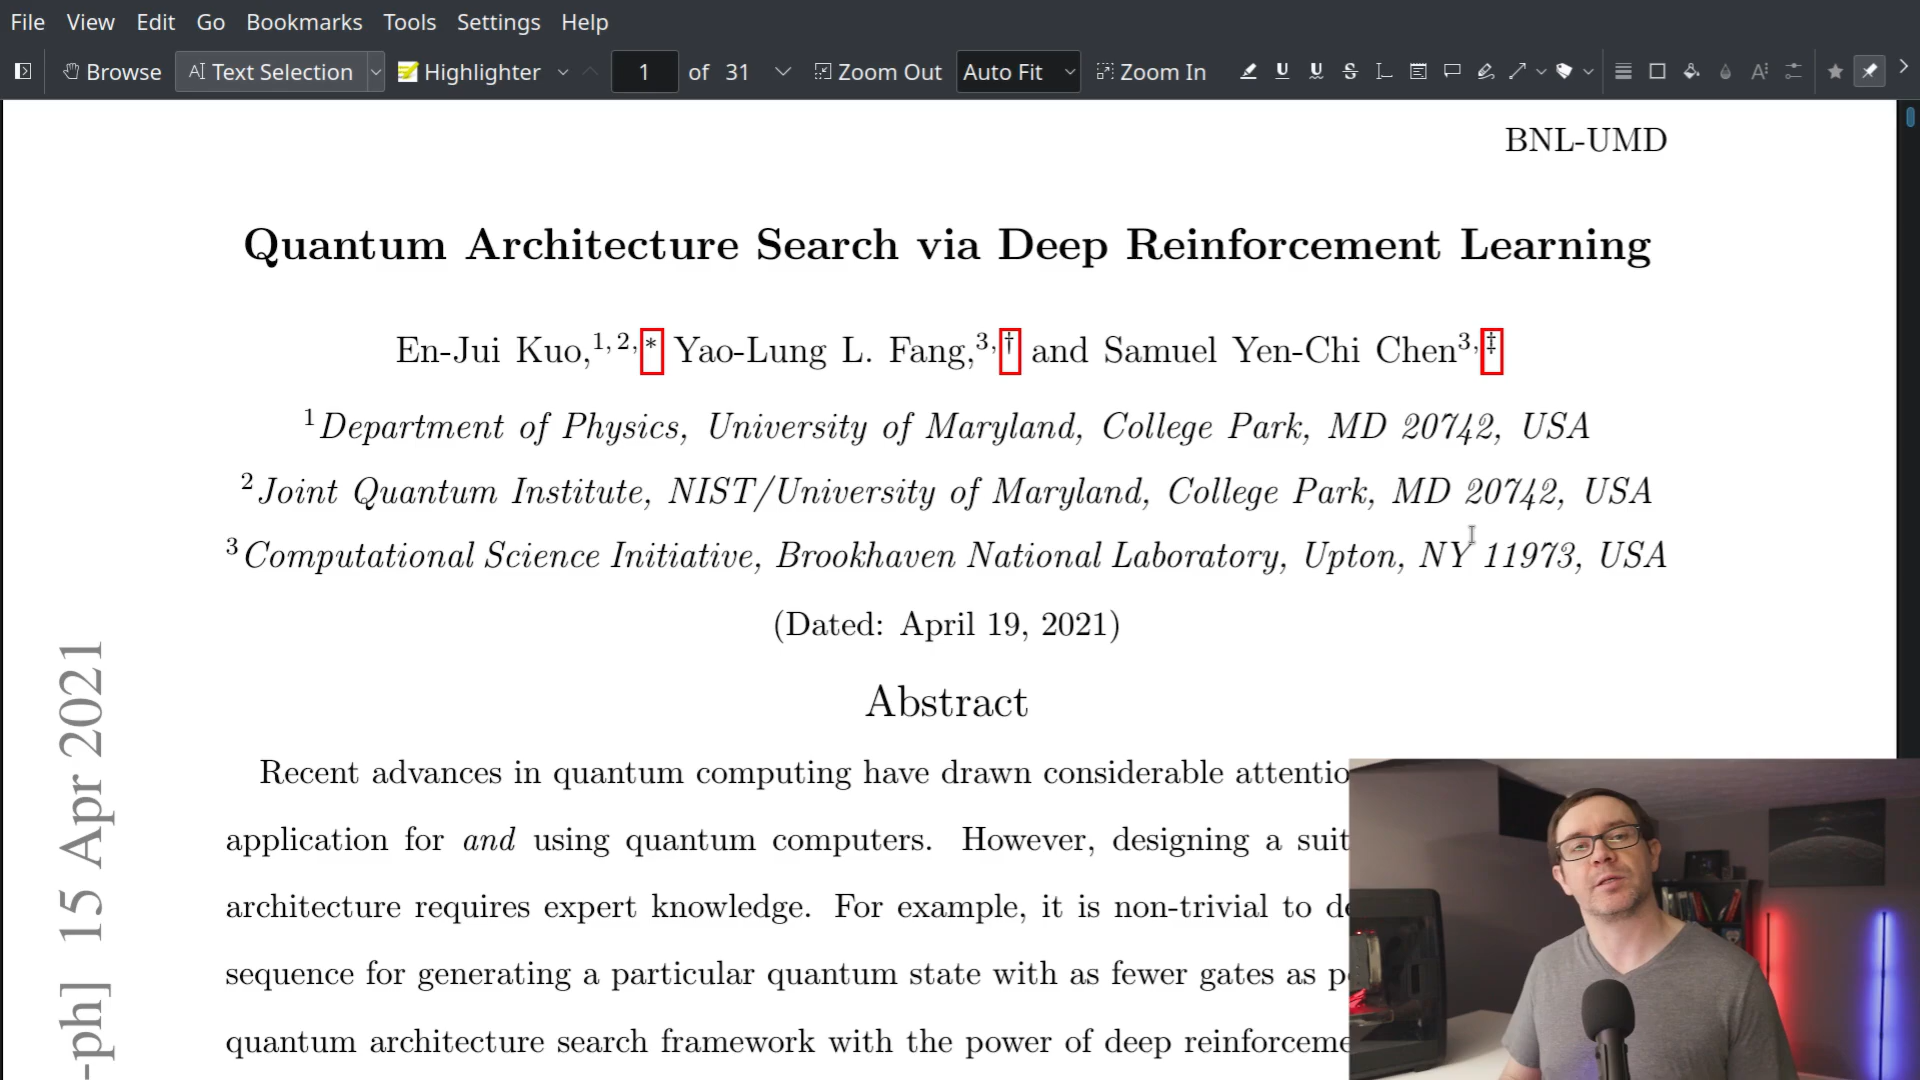 File View Edit Go Bookmarks Tools Settings Help
Browse Text Selection Highlighter 1 of 31 Zoom Out Auto Fit Zoom In
BNL-UMD
Quantum Architecture Search via Deep Reinforcement Learning
En-Jui Kuo,1, 2, * Yao-Lung L. Fang,3, † and Samuel Yen-Chi Chen3, ‡
1Department of Physics, University of Maryland, College Park, MD 20742, USA
2Joint Quantum Institute, NIST/University of Maryland, College Park, MD 20742, USA
3Computational Science Initiative, Brookhaven National Laboratory, Upton, NY 11973, USA
(Dated: April 19, 2021)
Abstract
Recent advances in quantum computing have drawn considerable attentio
application for and using quantum computers. However, designing a suit
architecture requires expert knowledge. For example, it is non-trivial to d
sequence for generating a particular quantum state with as fewer gates as p
quantum architecture search framework with the power of deep reinforceme
-ph] 15 Apr 2021